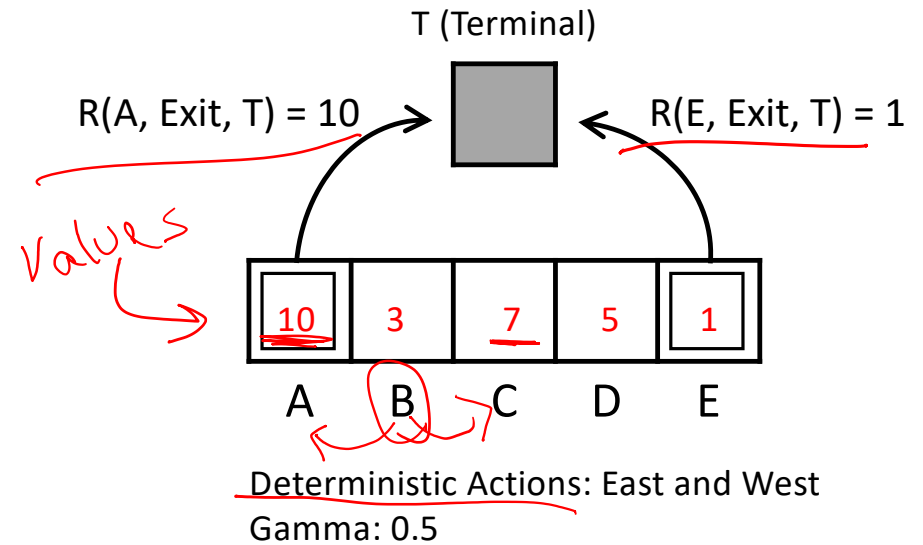 T (Terminal)
R(A, Exit, T) = 10
R(E, Exit, T) = 1
Values
10 3 7 5 1
A B C D E
Deterministic Actions: East and West
Gamma: 0.5